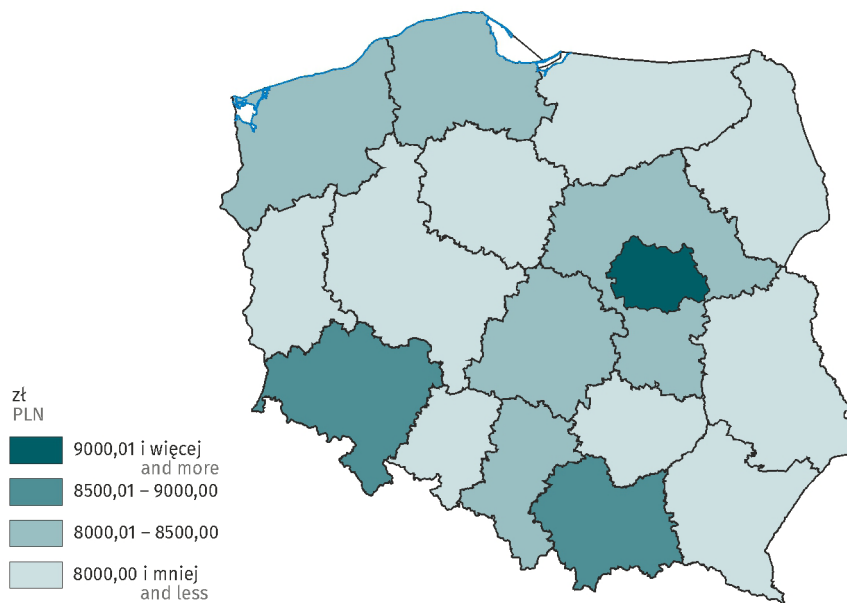 zł
PLN
9000,01 i więcej
and more
8500,01 – 9000,00
8000,01 – 8500,00
8000,00 i mniej
and less